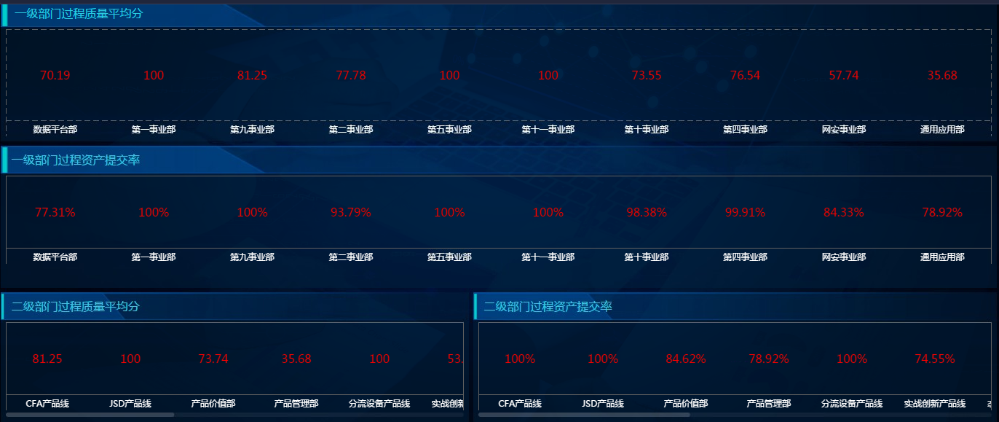 一级部门过程质量平均分
70.19 100 81.25 77.78 100 100 73.55 76.54 57.74 35.68
数据平台部 第一事业部 第九事业部 第二事业部 第五事业部 第十一事业部 第十事业部 第四事业部 网安事业部 通用应用部
一级部门过程资产提交率
77.31% 100% 100% 93.79% 100% 100% 98.38% 99.91% 84.33% 78.92%
数据平台部 第一事业部 第九事业部 第二事业部 第五事业部 第十一事业部 第十事业部 第四事业部 网安事业部 通用应用部
二级部门过程质量平均分
81.25 100 73.74 35.68 100 53.
CFA产品线 JSD产品线 产品价值部 产品管理部 分流设备产品线 实战创新
二级部门过程资产提交率
100% 100% 84.62% 78.92% 100% 74.55%
CFA产品线 JSD产品线 产品价值部 产品管理部 分流设备产品线 实战创新产品线